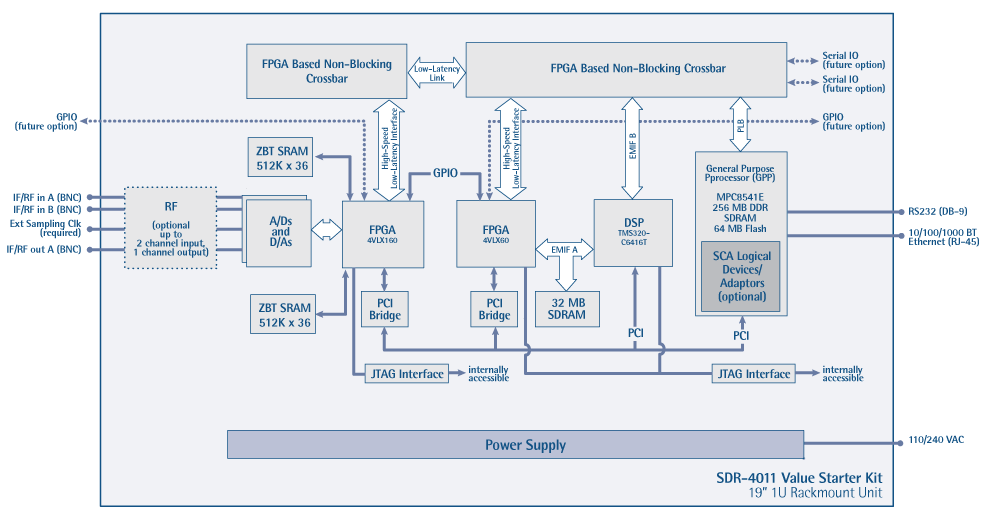 FPGA Based Non-Blocking
Crossbar
Low-Latency
Link
FPGA Based Non-Blocking Crossbar
Serial IO
(future option)
Serial IO
(future option)
GPIO
(future option)
GPIO
(future option)
High-Speed
Low-Latency Interface
High-Speed
Low-Latency Interface
EMIF B
PLB
ZBT SRAM
512K x 36
GPIO
General Purpose
Pprocessor (GPP)
MPC8541E
256 MB DDR
SDRAM
64 MB Flash
IF/RF in A (BNC)
IF/RF in B (BNC)
Ext Sampling Clk
(required)
IF/RF out A (BNC)
RF
(optional
up to
2 channel input,
1 channel output)
A/Ds
and
D/As
FPGA
4VLX160
FPGA
4VLX60
EMIF A
DSP
TMS320-
C6416T
RS232 (DB-9)
10/100/1000 BT
Ethernet (RJ-45)
SCA Logical
Devices/
Adaptors
(optional)
ZBT SRAM
512K x 36
PCI
Bridge
PCI
Bridge
32 MB
SDRAM
PCI
PCI
JTAG Interface
internally
accessible
JTAG Interface
internally
accessible
Power Supply
110/240 VAC
SDR-4011 Value Starter Kit
19" 1U Rackmount Unit